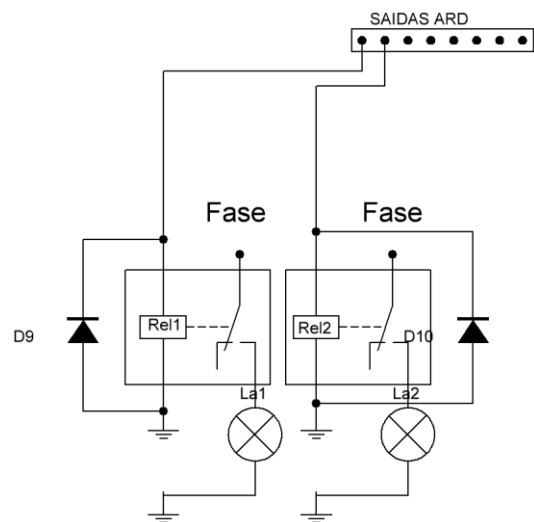 SAIDAS ARD
Fase
Fase
Rel1
Rel2
D9
D10
La1
La2